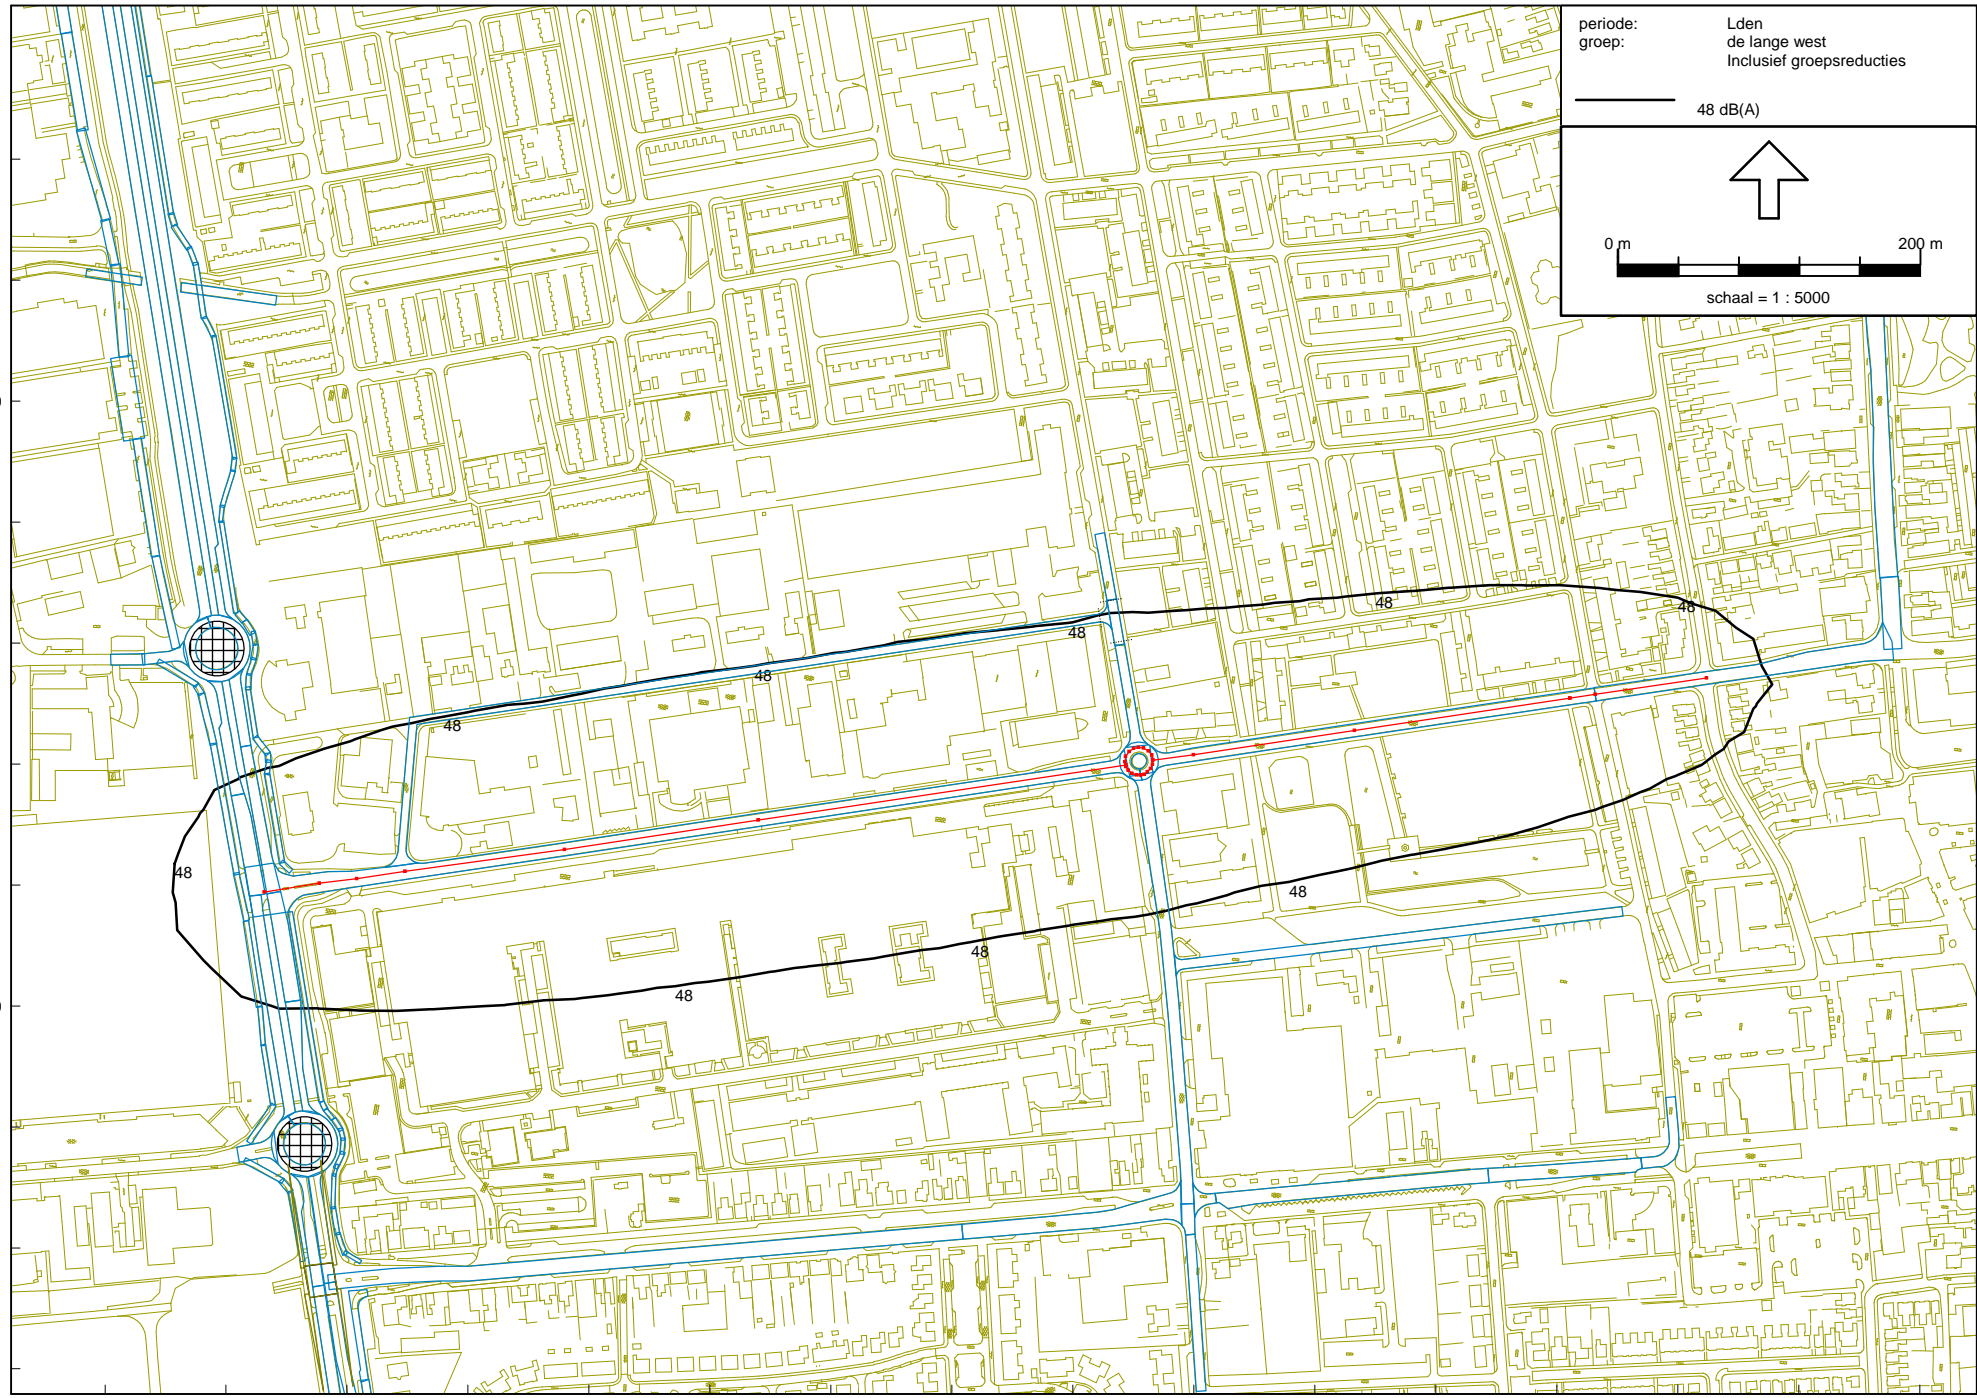 periode: Lden
groep: de lange west
Inclusief groepsreducties
48 dB(A)
0 m 200 m
schaal = 1 : 5000
48
48
48
48
48
48
48
48
48
48